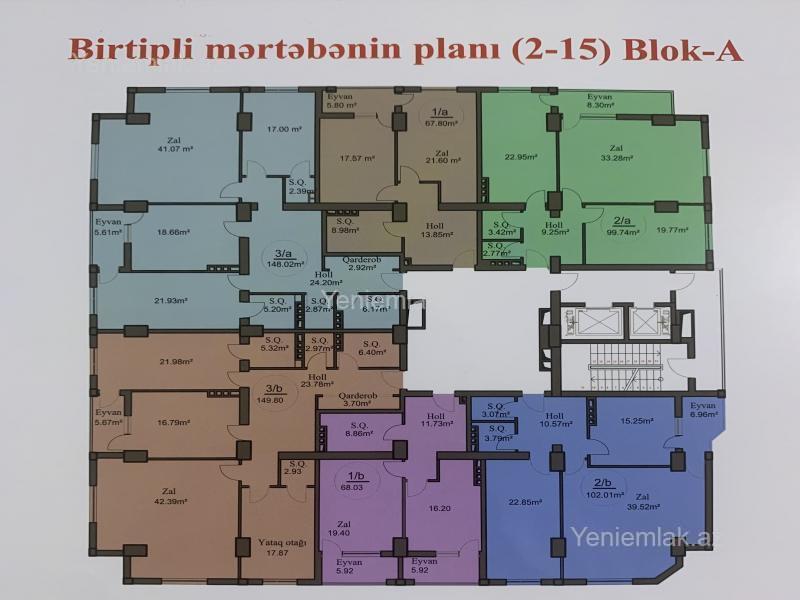 Birtipli mərtəbənin planı (2-15) Blok-A
Eyvan
5.80 m²
1/a
67.80m²
Eyvan
8.30m²
Zal
41.07 m²
17.00 m²
17.57 m²
Zal
21.60 m²
22.95m²
Zal
33.28m²
S.Q.
2.39m²
Eyvan
5.61m²
18.66m²
3/a
148.02m²
S.Q.
8.98m²
Holl
13.85m²
S.Q.
3.42m²
Holl
9.25m²
2/a
99.74m²
19.77m²
S.Q.
2.77m²
Qarderob
2.92m²
Holl
24.20m²
21.93m²
S.Q.
5.20m²
S.Q.
2.87m²
S.Q.
6.17m²
Yeniemlak.az
21.98m²
S.Q.
5.32m²
S.Q.
2.97m²
S.Q.
6.40m²
Holl
23.78m²
3/b
149.80
Qarderob
3.70m²
Eyvan
5.67m²
16.79m²
S.Q.
8.86m²
Holl
11.73m²
S.Q.
3.07m²
Holl
10.57m²
15.25m²
Eyvan
6.96m²
S.Q.
3.79m²
Zal
42.39m²
S.Q.
2.93
1/b
68.03
16.20
22.85m²
2/b
102.01m²
Zal
39.52m²
Zal
19.40
Yataq otağı
17.87
Eyvan
5.92
Eyvan
5.92
Yeniemlak.az